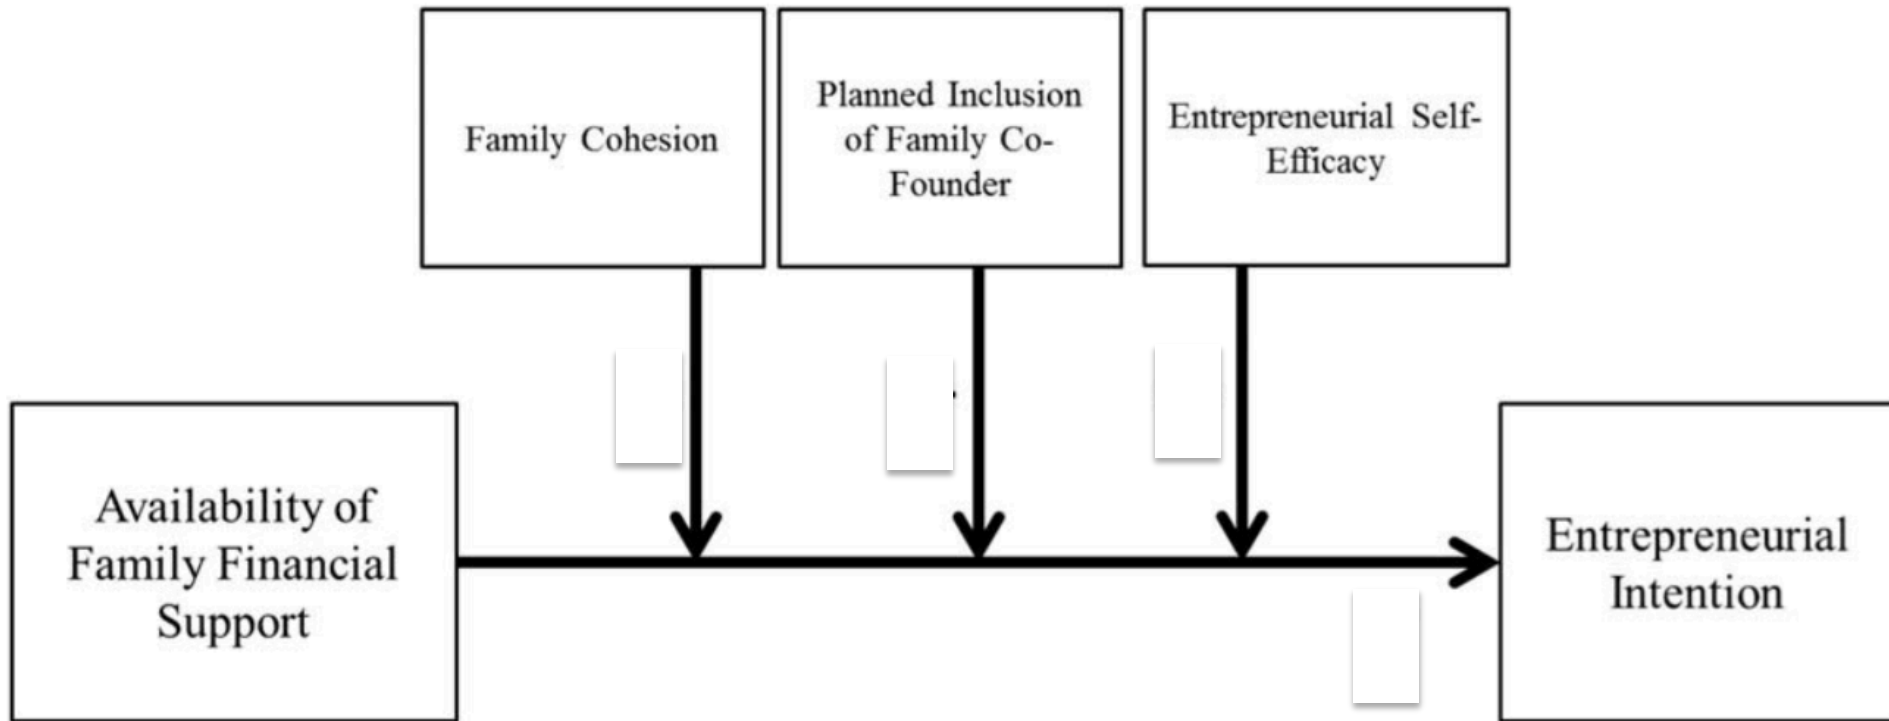 Family Cohesion
Planned Inclusion
of Family Co-
Founder
Entrepreneurial Self-
Efficacy
Availability of
Family Financial
Support
Entrepreneurial
Intention